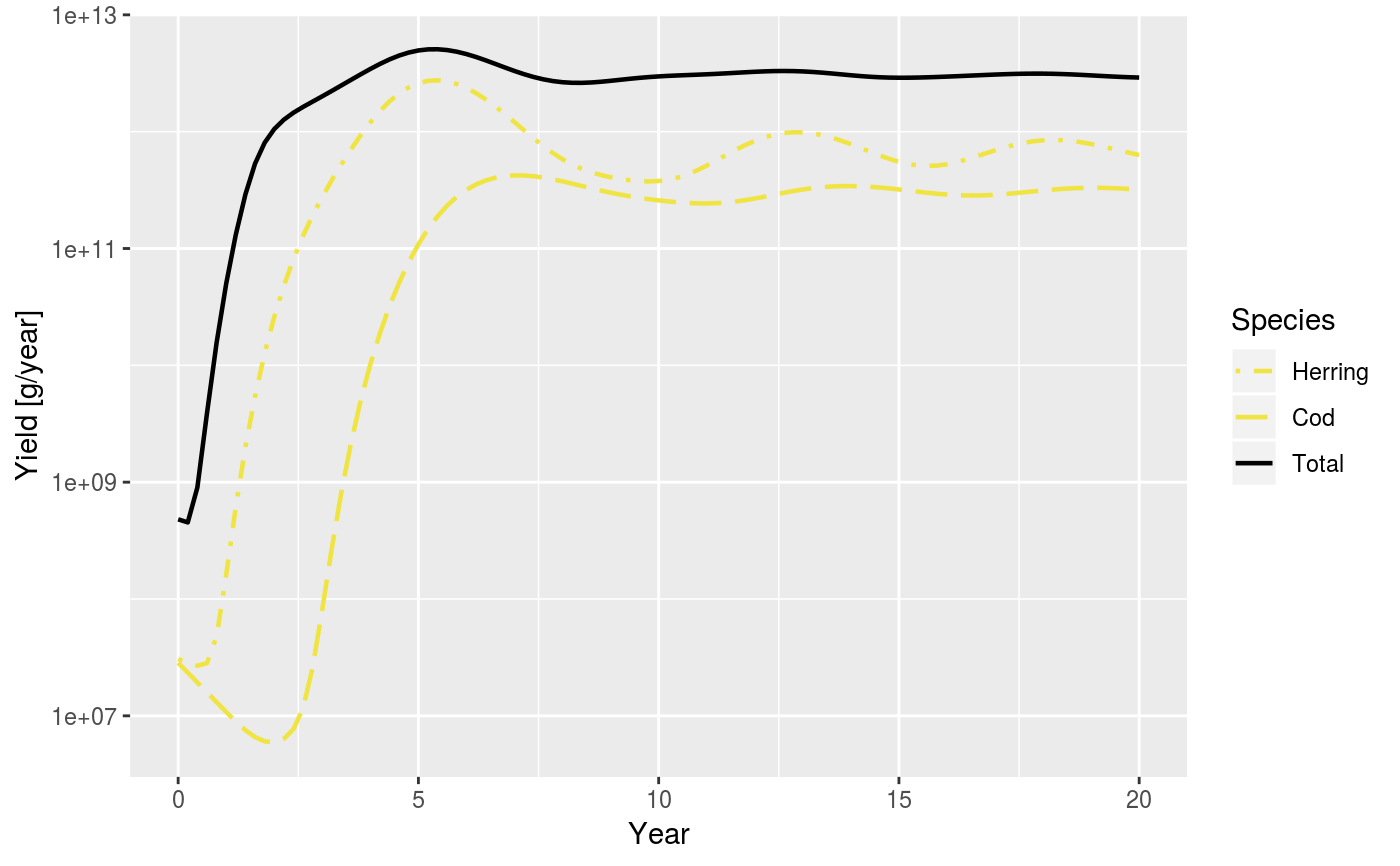 1e+13
1e+11
1e+09
1e+07
Yield [g/year]
0 5 10 15 20
Year
Species
Herring
Cod
Total